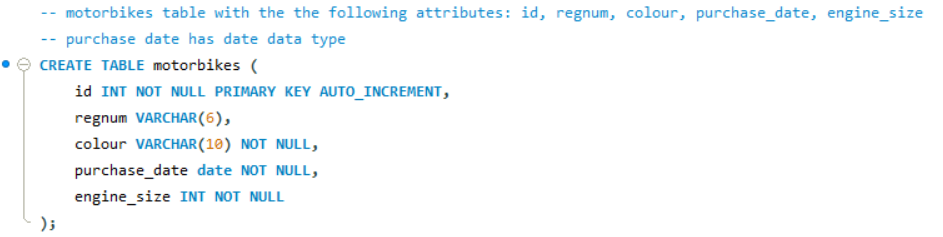 -- motorbikes table with the the following attributes: id, regnum, colour, purchase_date, engine_size
-- purchase date has date data type
CREATE TABLE motorbikes (
id INT NOT NULL PRIMARY KEY AUTO_INCREMENT,
regnum VARCHAR(6),
colour VARCHAR(10) NOT NULL,
purchase_date date NOT NULL,
engine_size INT NOT NULL
);